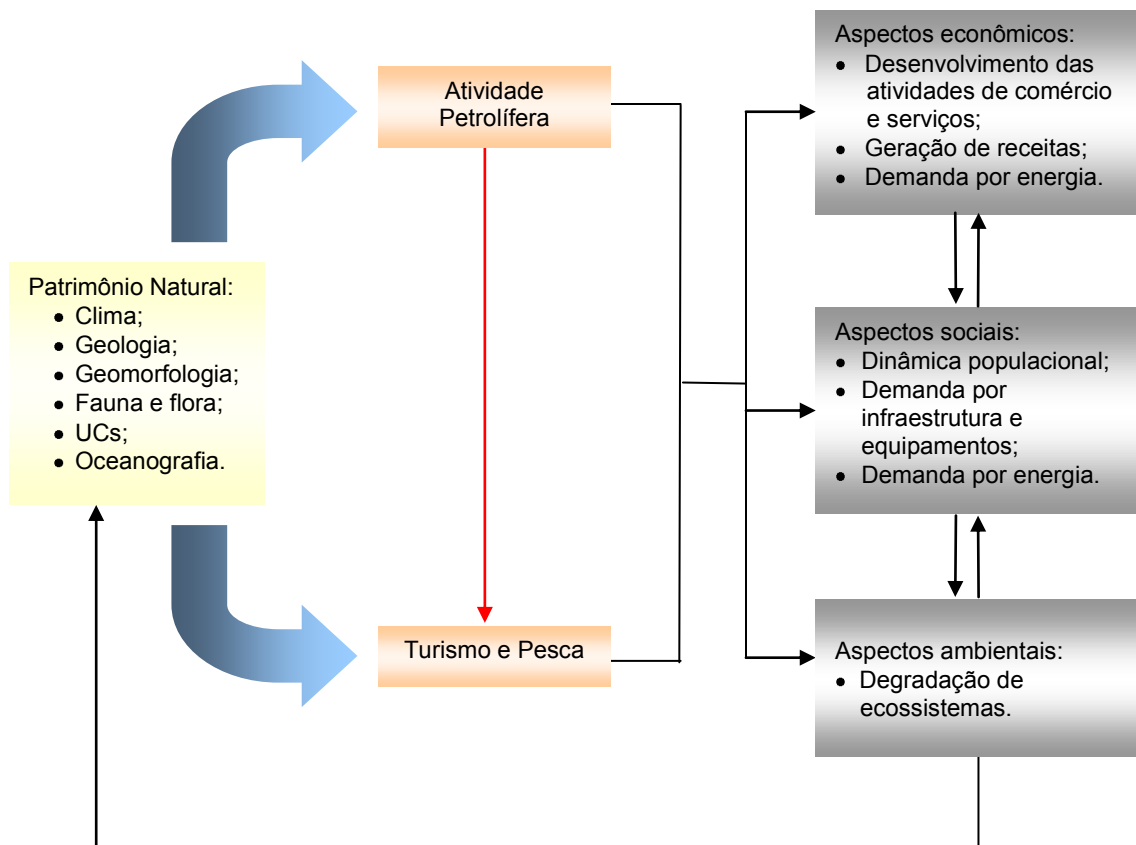 Patrimônio Natural:
• Clima;
• Geologia;
• Geomorfologia;
• Fauna e flora;
• UCs;
• Oceanografia.
Atividade
Petrolífera
Turismo e Pesca
Aspectos econômicos:
• Desenvolvimento das
atividades de comércio
e serviços;
• Geração de receitas;
• Demanda por energia.
Aspectos sociais:
• Dinâmica populacional;
• Demanda por
infraestrutura e
equipamentos;
• Demanda por energia.
Aspectos ambientais:
• Degradação de
ecossistemas.